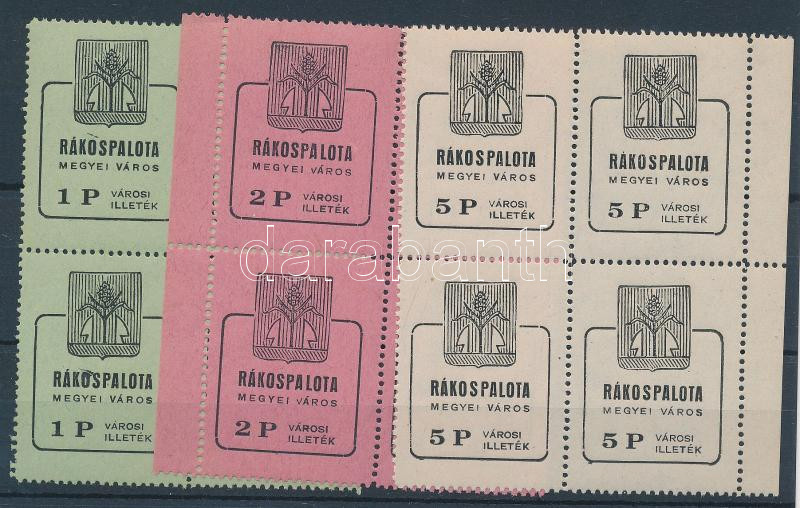 RÁKOSPALOTA
MEGYEI VÁROS
1 P VÁROSI
ILLETÉK
RÁKOSPALOTA
MEGYEI VÁROS
2 P VÁROSI
ILLETÉK
RÁKOSPALOTA
MEGYEI VÁROS
5 P VÁROSI
ILLETÉK
RÁKOSPALOTA
MEGYEI VÁROS
5 P VÁROSI
ILLETÉK
darabanth
RÁKOSPALOTA
MEGYEI VÁROS
1 P VÁROSI
ILLETÉK
RÁKOSPALOTA
MEGYEI VÁROS
2 P VÁROSI
ILLETÉK
RÁKOSPALOTA
MEGYEI VÁROS
5 P VÁROSI
ILLETÉK
RÁKOSPALOTA
MEGYEI VÁROS
5 P VÁROSI
ILLETÉK